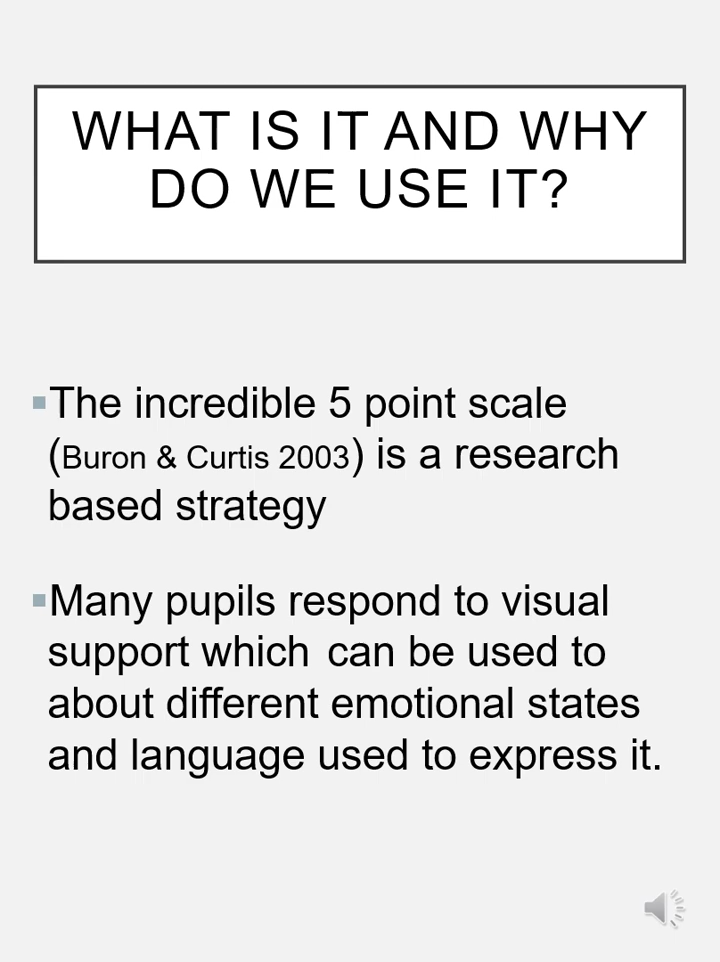 WHAT IS IT AND WHY
DO WE USE IT?
▪The incredible 5 point scale
(Buron & Curtis 2003) is a research
based strategy
▪Many pupils respond to visual
support which can be used to
about different emotional states
and language used to express it.